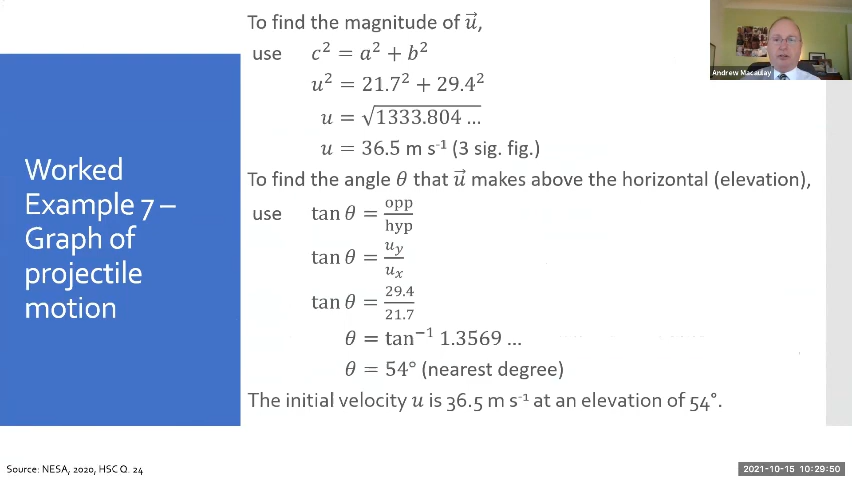 To find the magnitude of u⃗,
use c² = a² + b²
u² = 21.7² + 29.4²
u = √1333.804 …
u = 36.5 m s⁻¹ (3 sig. fig.)
To find the angle θ that u⃗ makes above the horizontal (elevation),
use tan θ = opp/hyp
tan θ = u_y/u_x
tan θ = 29.4/21.7
θ = tan⁻¹ 1.3569 …
θ = 54° (nearest degree)
The initial velocity u is 36.5 m s⁻¹ at an elevation of 54°.
Worked
Example 7 –
Graph of
projectile
motion
Andrew Macaulay
Source: NESA, 2020, HSC Q. 24
2021-10-15 10:29:50